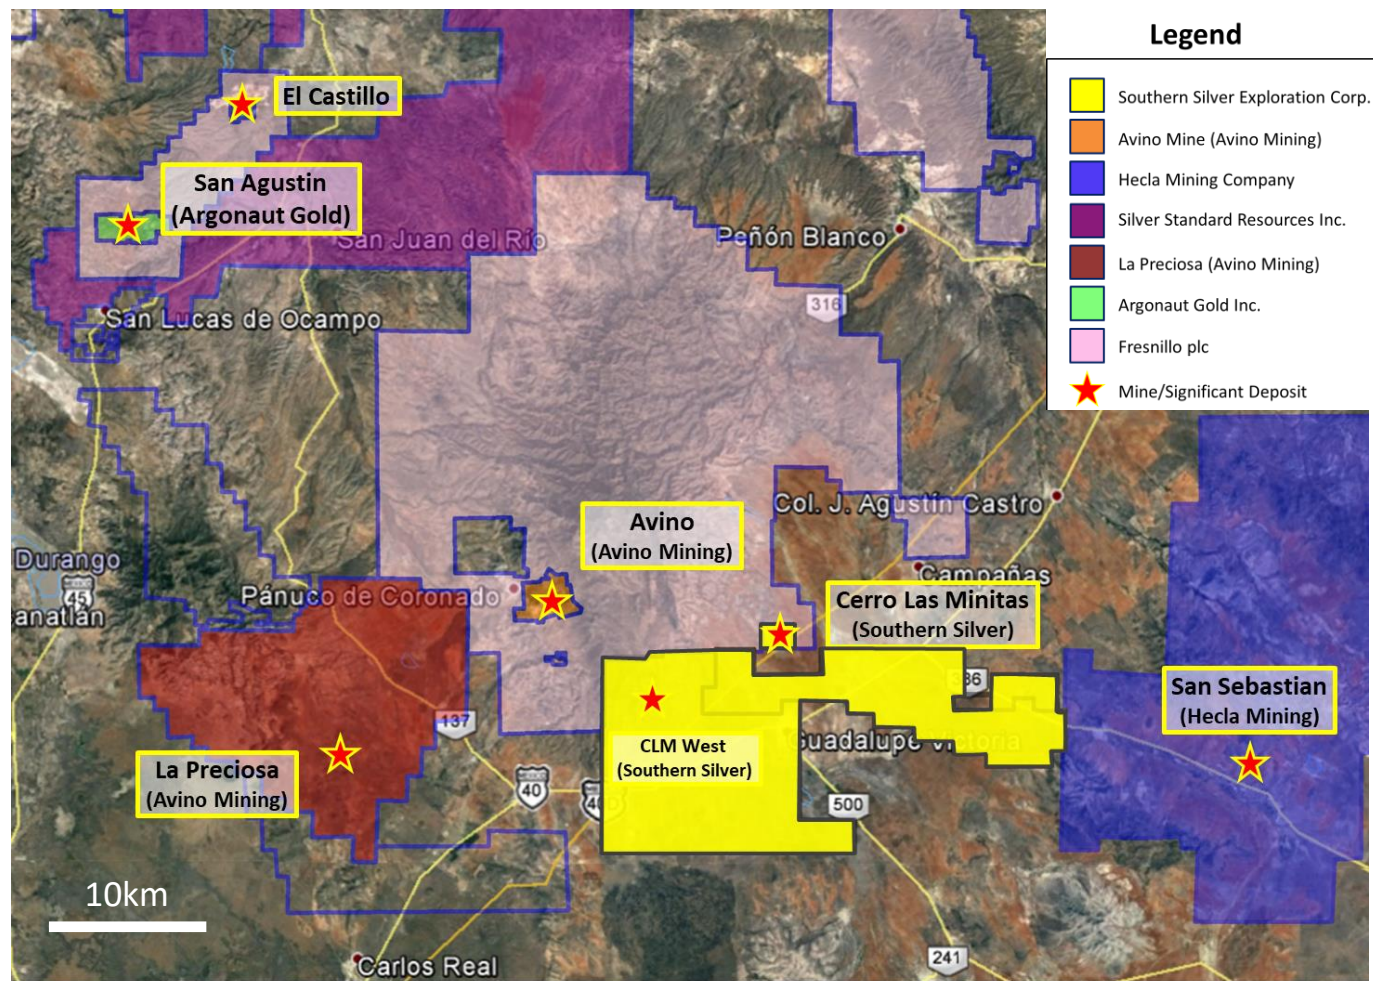 Legend
Southern Silver Exploration Corp.
Avino Mine (Avino Mining)
Hecla Mining Company
Silver Standard Resources Inc.
La Preciosa (Avino Mining)
Argonaut Gold Inc.
Fresnillo plc
Mine/Significant Deposit
El Castillo
San Agustin
(Argonaut Gold)
San Juan del Río
Peñón Blanco
316
San Lucas de Ocampo
Col. J. Agustín Castro
Avino
(Avino Mining)
Durango
45
anatlán
Pánuco de Coronado
Campañas
Cerro Las Minitas
(Southern Silver)
San Sebastian
(Hecla Mining)
137
CLM West
(Southern Silver)
Guadalupe Victoria
La Preciosa
(Avino Mining)
40
500
10km
Carlos Real
241